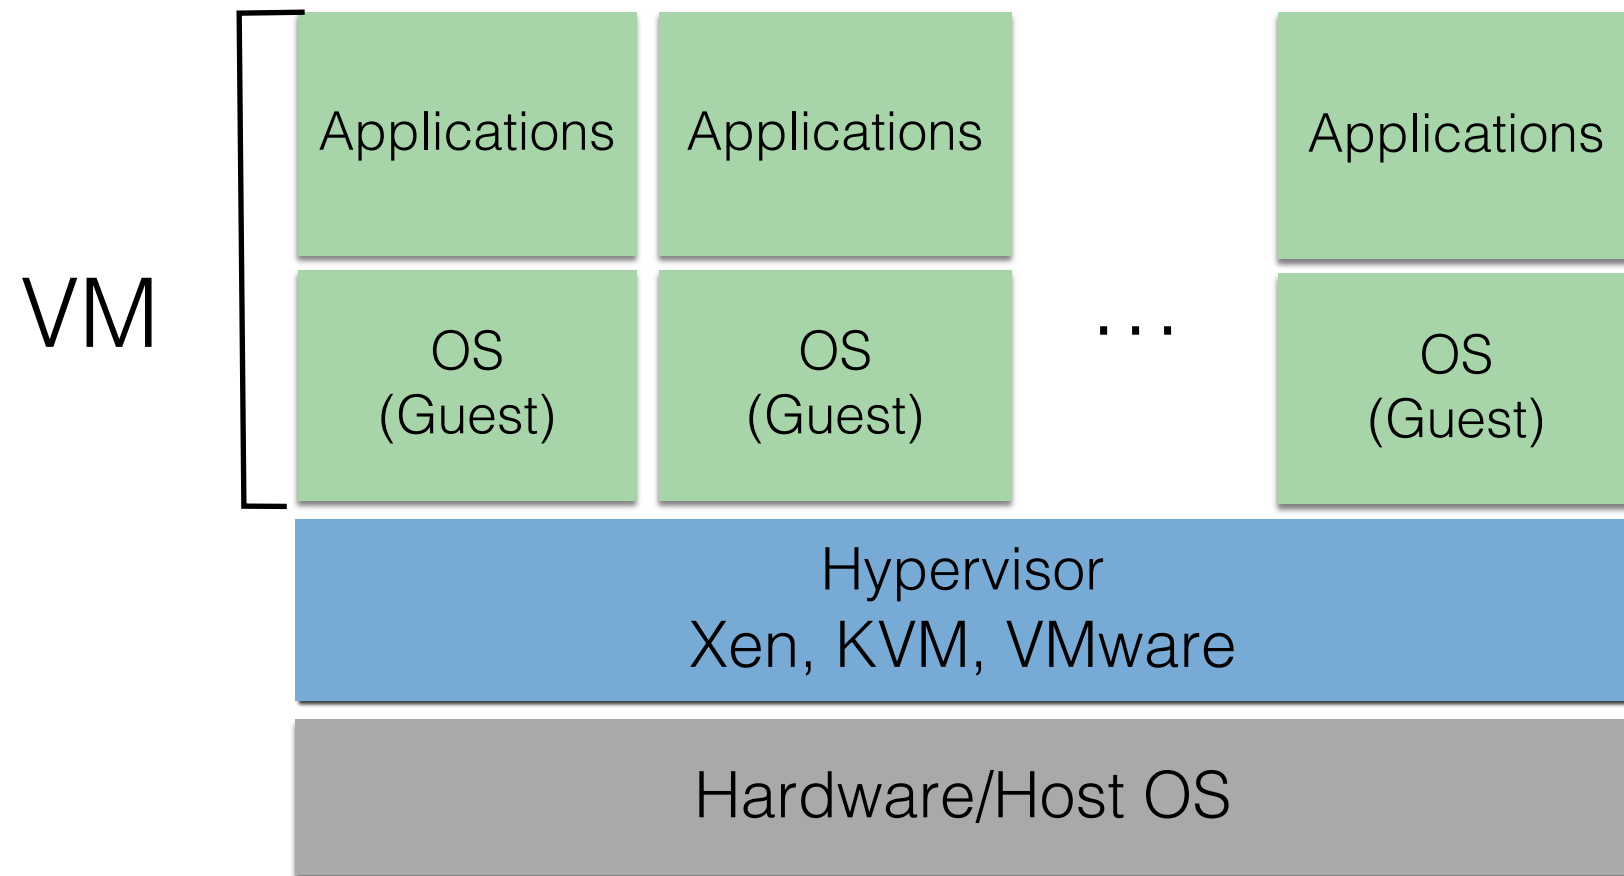 VM
Applications
Applications
Applications
OS
(Guest)
OS
(Guest)
...
OS
(Guest)
Hypervisor
Xen, KVM, VMware
Hardware/Host OS